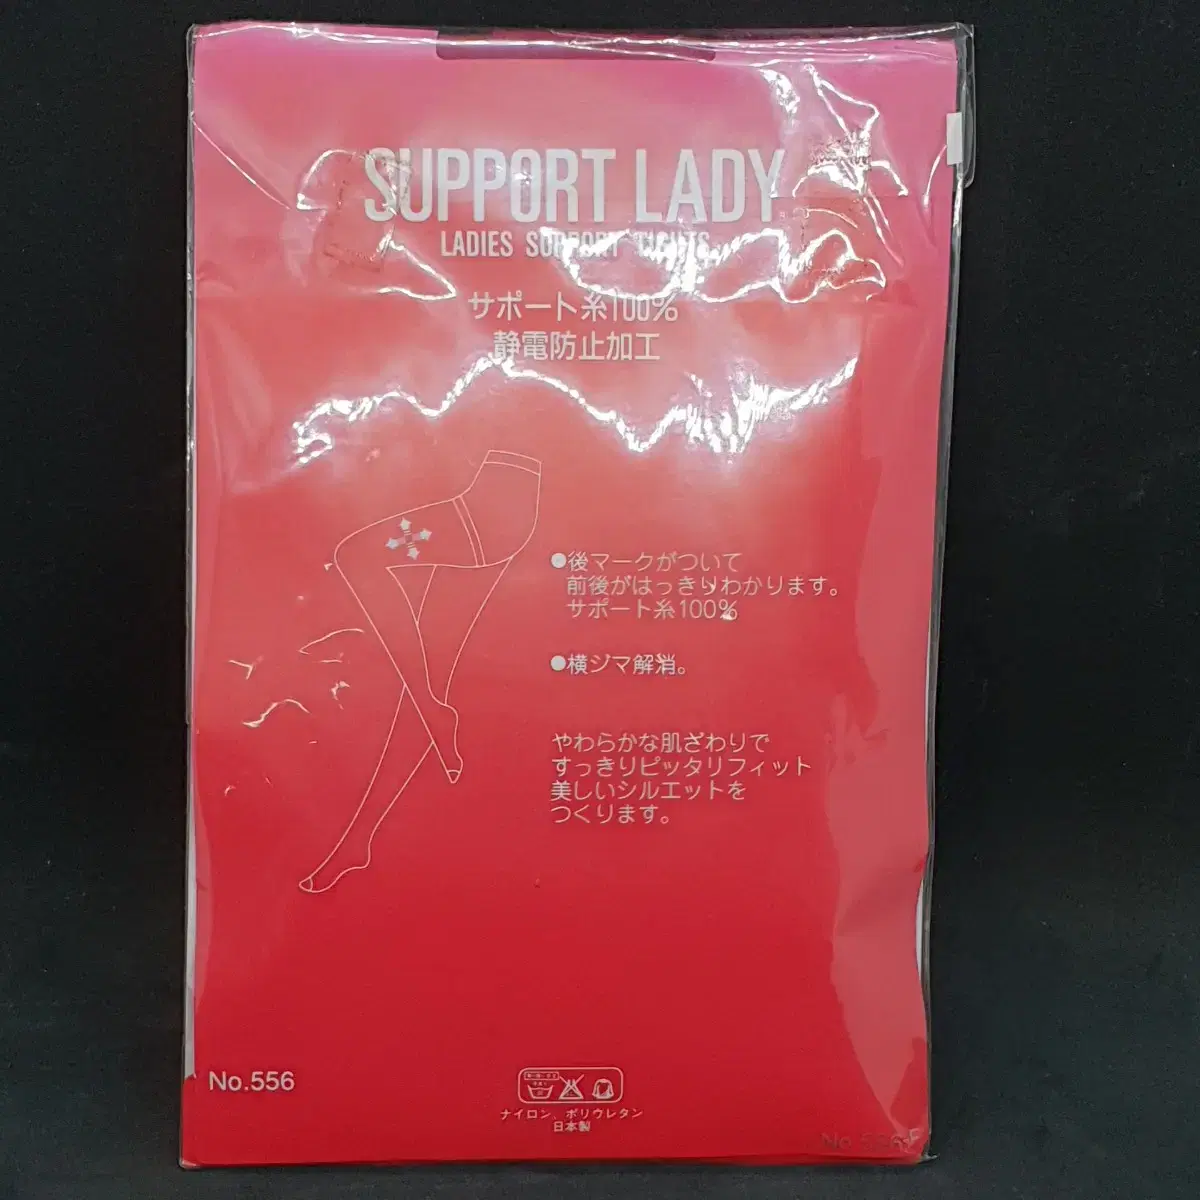 SUPPORT LADY
LADIES SUPPORT TIGHTS
サポート糸100%
静電防止加工
●後マークがついて
前後がはっきりわかります。
サポート糸100%
●横ジマ解消。
やわらかな肌ざわりで
すっきりピッタリフィット
美しいシルエットを
つくります。
No.556
ナイロン、ポリウレタン
日本製